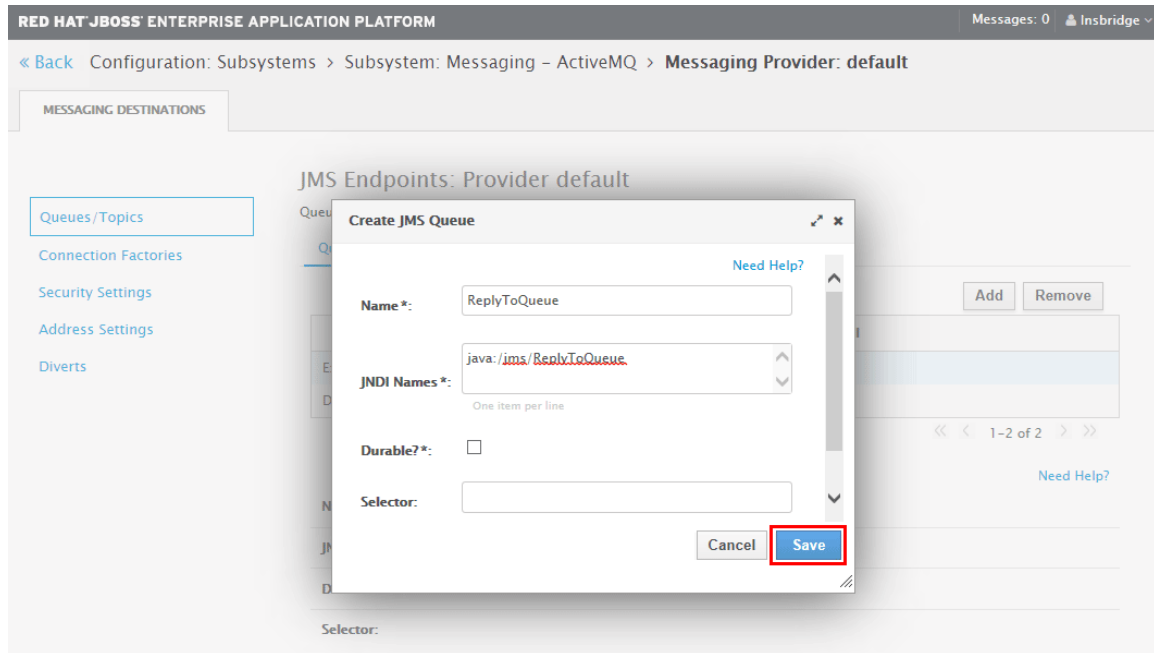 RED HAT JBOSS ENTERPRISE APPLICATION PLATFORM
Messages: 0 Insbridge
« Back Configuration: Subsystems > Subsystem: Messaging – ActiveMQ > Messaging Provider: default
MESSAGING DESTINATIONS
JMS Endpoints: Provider default
Queues/Topics
Connection Factories
Security Settings
Address Settings
Diverts
Create JMS Queue
Need Help?
Name*: ReplyToQueue
JNDI Names*: java:/jms/ReplyToQueue
One item per line
Durable?*:
Selector:
Cancel Save
Add Remove
« < 1-2 of 2 > »
Need Help?
Selector: